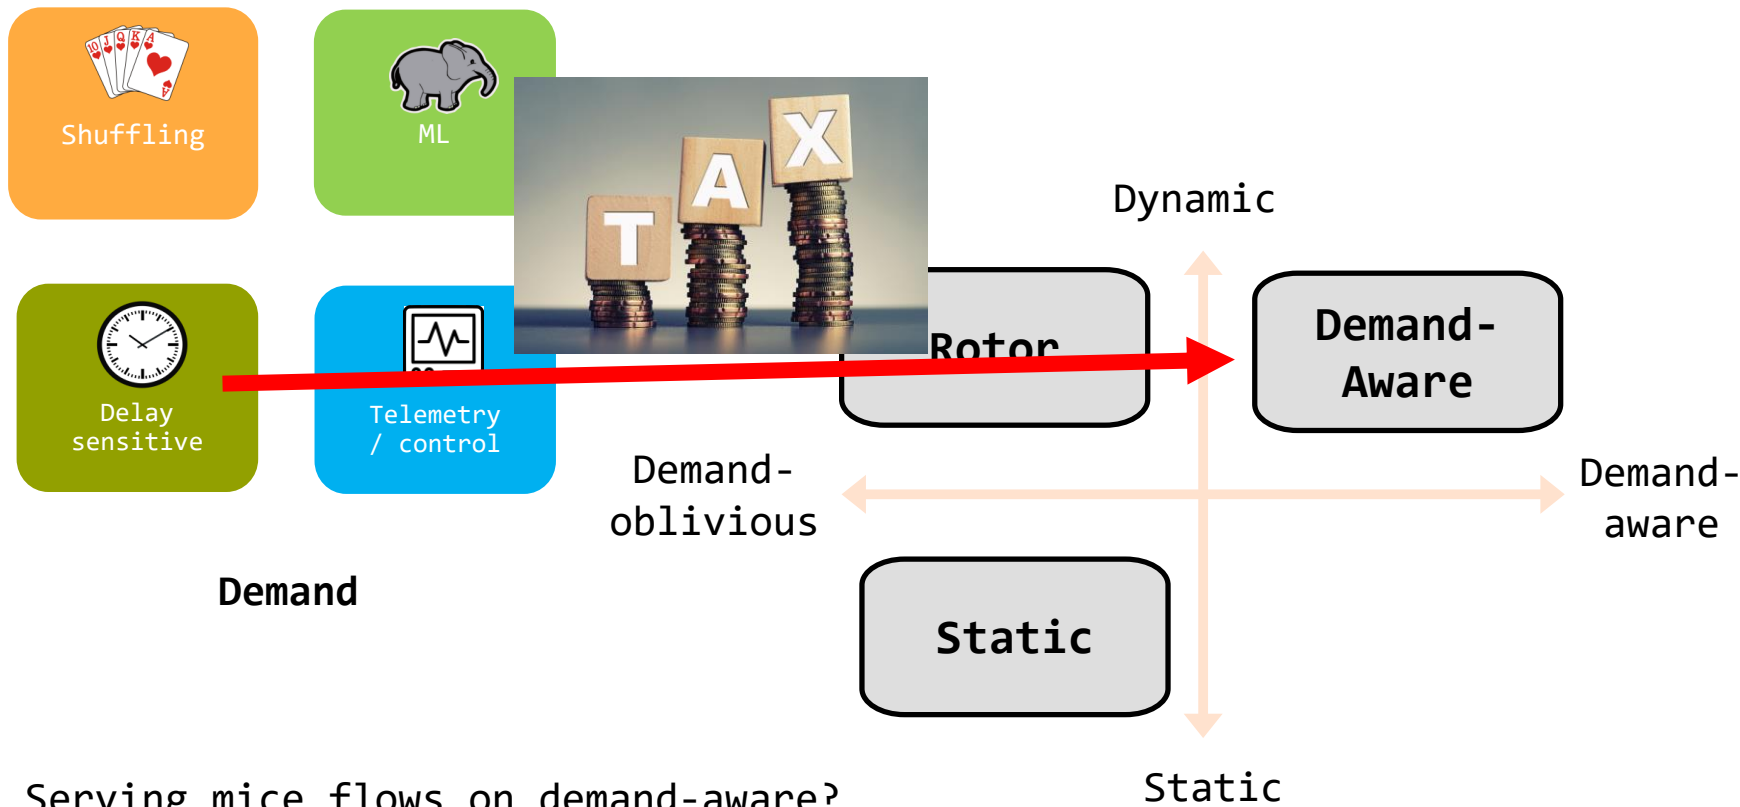 Shuffling
ML
T A X
Dynamic
Rotor
Demand-
Aware
Delay
sensitive
Telemetry
/ control
Demand-
oblivious
Demand-
aware
Demand
Static
Static
Serving mice flows on demand-aware?